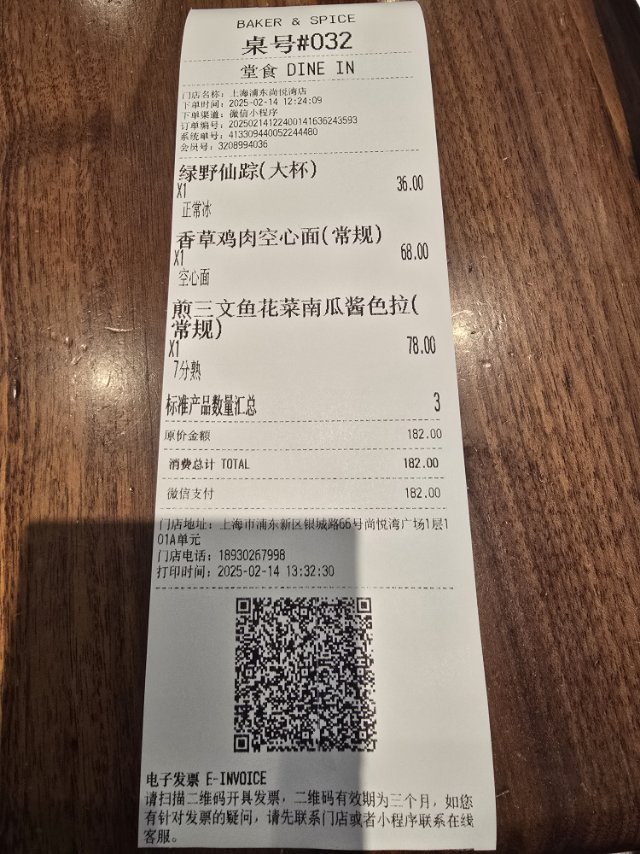 BAKER & SPICE
桌号#032
堂食 DINE IN
门店名称: 上海浦东尚悦湾店
下单时间: 2025-02-14 12:24:09
下单渠道: 微信小程序
订单编号: 20250214122400141636243593
系统单号: 413309440052244480
会员号: 3208994036
绿野仙踪(大杯)
X1 36.00
正常冰
香草鸡肉空心面(常规)
X1 68.00
空心面
煎三文鱼花菜南瓜酱色拉(
常规)
X1 78.00
7分熟
标准产品数量汇总 3
原价金额 182.00
消费总计 TOTAL 182.00
微信支付 182.00
门店地址: 上海市浦东新区银城路66号尚悦湾广场1层1
01A单元
门店电话: 18930267998
打印时间: 2025-02-14 13:32:30
电子发票 E-INVOICE
请扫描二维码开具发票，二维码有效期为三个月，如您
有针对发票的疑问，请先联系门店或者小程序联系在线
客服。